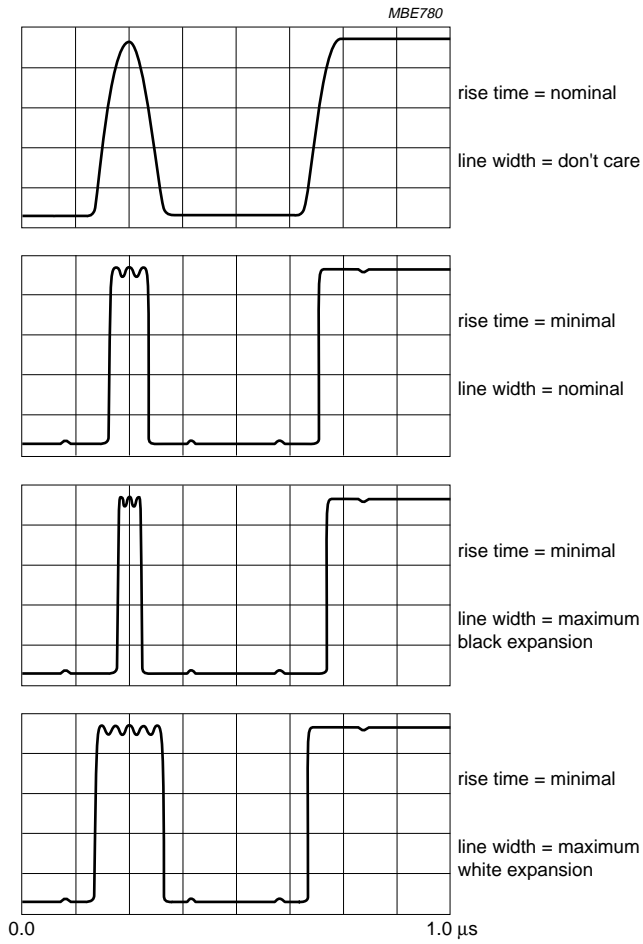 MBE780
rise time = nominal
line width = don't care
rise time = minimal
line width = nominal
rise time = minimal
line width = maximum
black expansion
rise time = minimal
line width = maximum
white expansion
0.0
1.0 µs